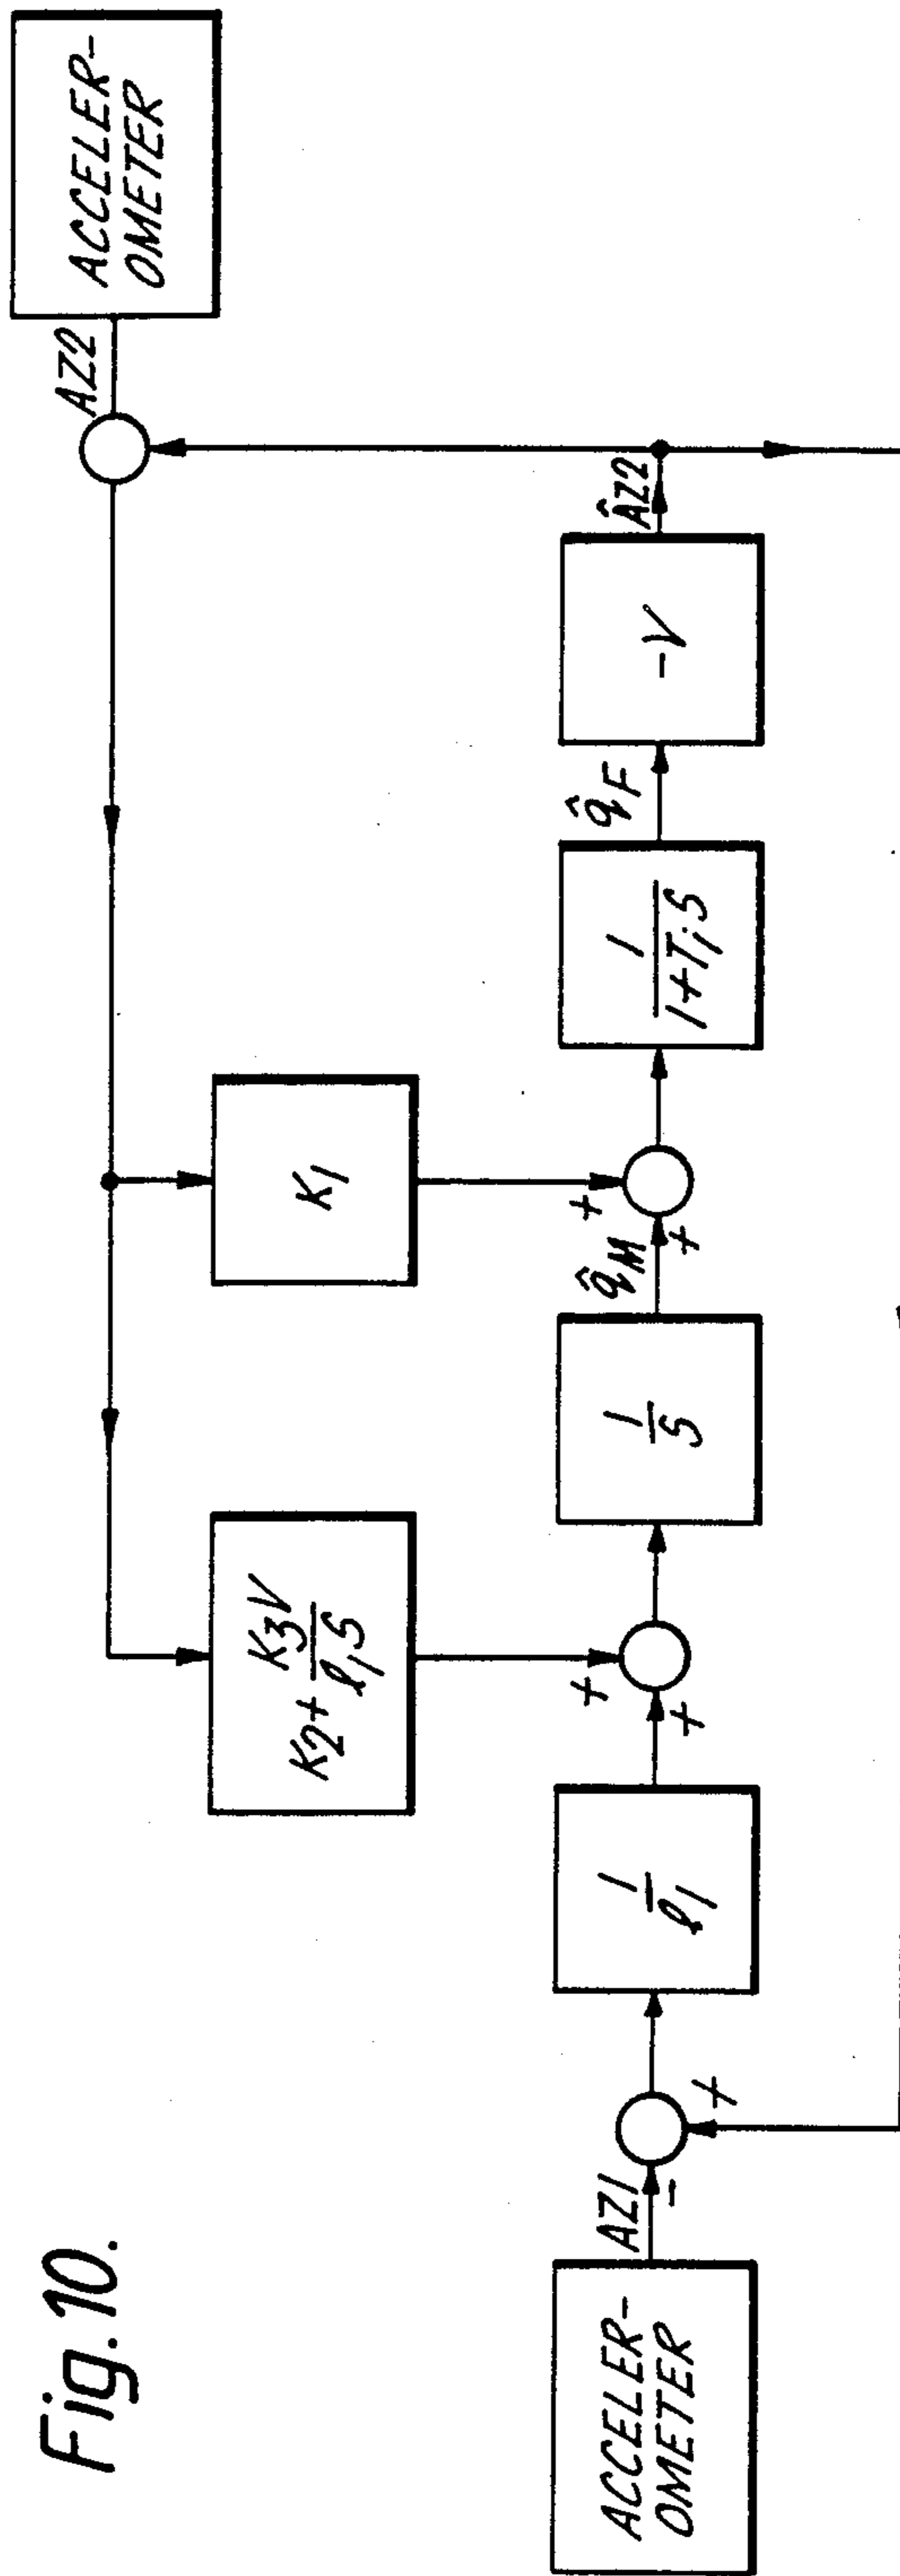 Fig. 10.
ACCELER-
OMETER
AZ2
K2+ K3V
l1S
K1
ACCELER-
OMETER
AZ1
-
+
1
l1
+
+
1
S
q̂M
+
+
1
1+TiS
q̂F
-V
ÂZ2